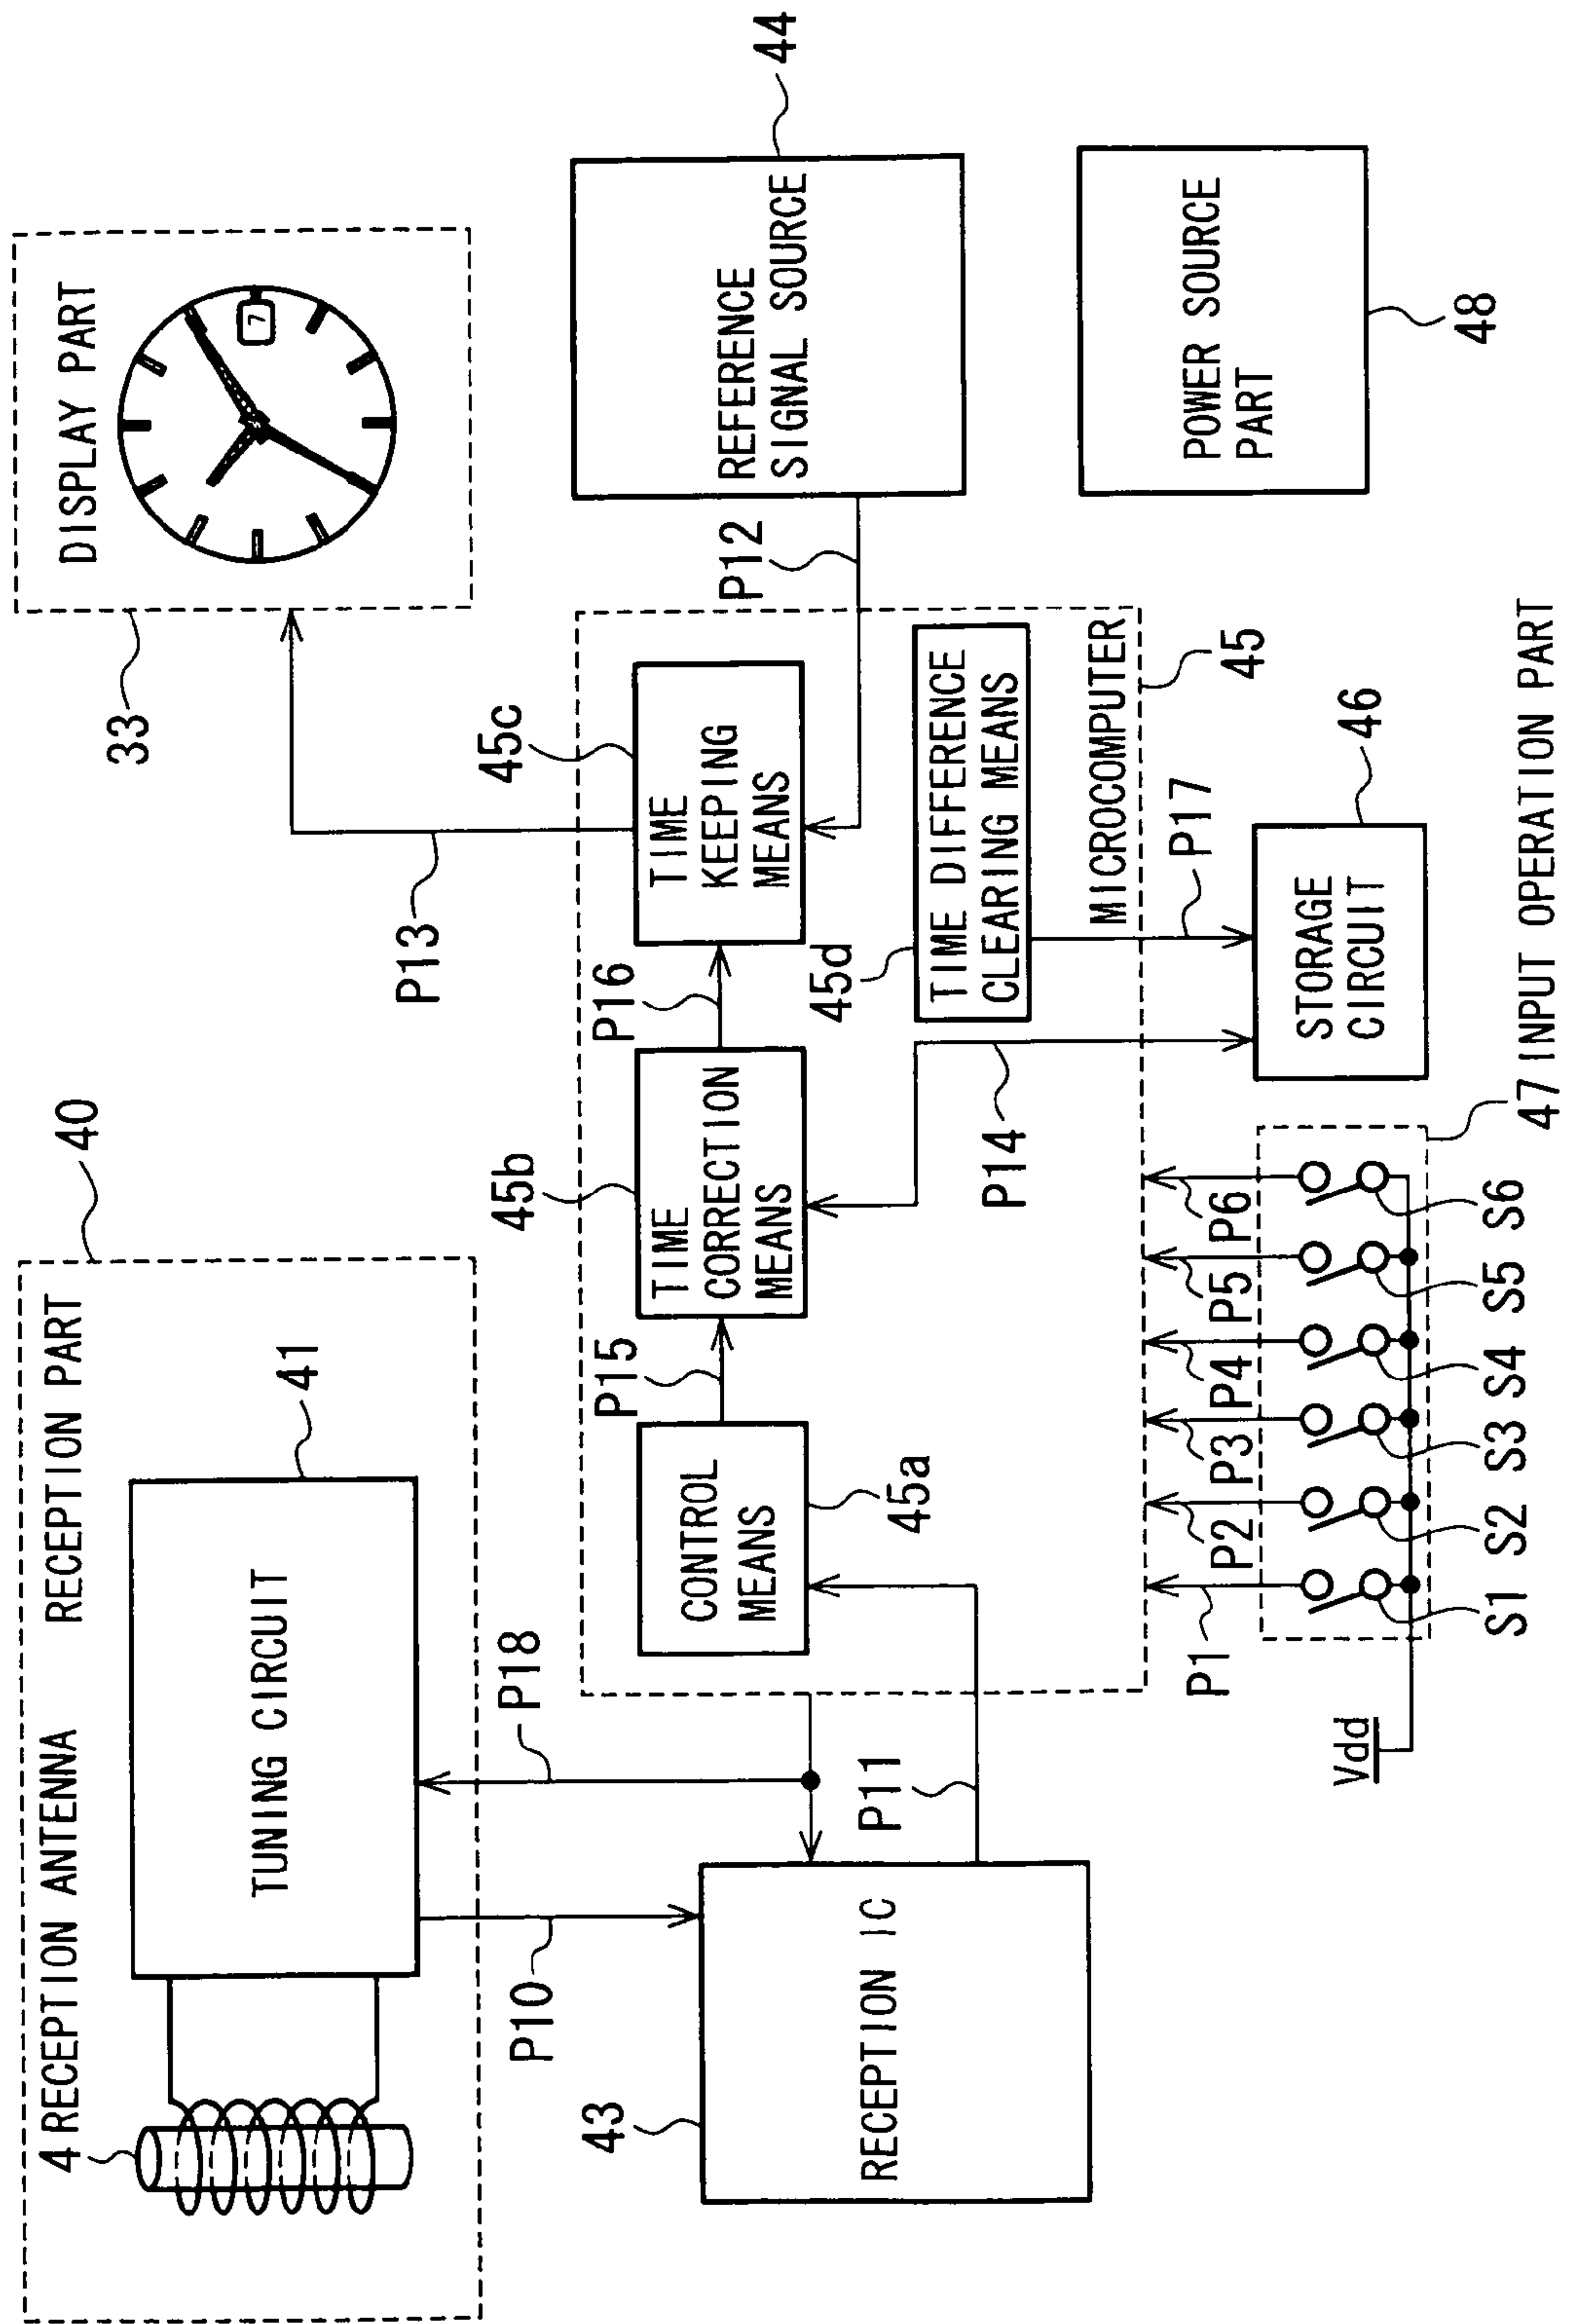 40
RECEPTION PART
4 RECEPTION ANTENNA
TUNING CIRCUIT
41
DISPLAY PART
7
33
P10
P18
P13
43
RECEPTION IC
P11
45b
45c
P15
P16
P12
CONTROL
MEANS
45a
TIME
CORRECTION
MEANS
TIME
KEEPING
MEANS
45d
TIME DIFFERENCE
CLEARING MEANS
MICROCOMPUTER
45
REFERENCE
SIGNAL SOURCE
44
P14
P17
P1
P2
P3
P4
P5
P6
STORAGE
CIRCUIT
46
POWER SOURCE
PART
48
Vdd
S1
S2
S3
S4
S5
S6
47 INPUT OPERATION PART